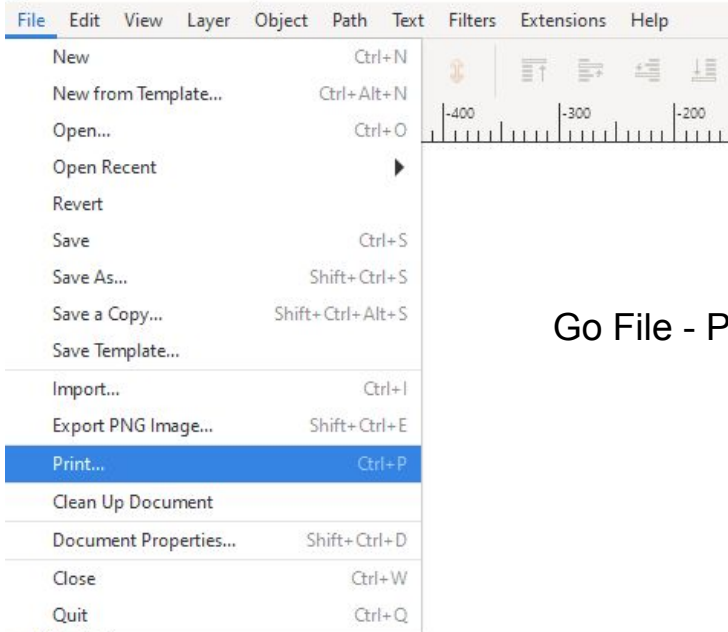 File Edit View Layer Object Path Text Filters Extensions Help
New Ctrl+N
New from Template... Ctrl+Alt+N
Open... Ctrl+O
Open Recent
Revert
Save Ctrl+S
Save As... Shift+Ctrl+S
Save a Copy... Shift+Ctrl+Alt+S
Save Template...
Import... Ctrl+I
Export PNG Image... Shift+Ctrl+E
Print... Ctrl+P
Clean Up Document
Document Properties... Shift+Ctrl+D
Close Ctrl+W
Quit Ctrl+Q
-400 -300 -200
Go File - P